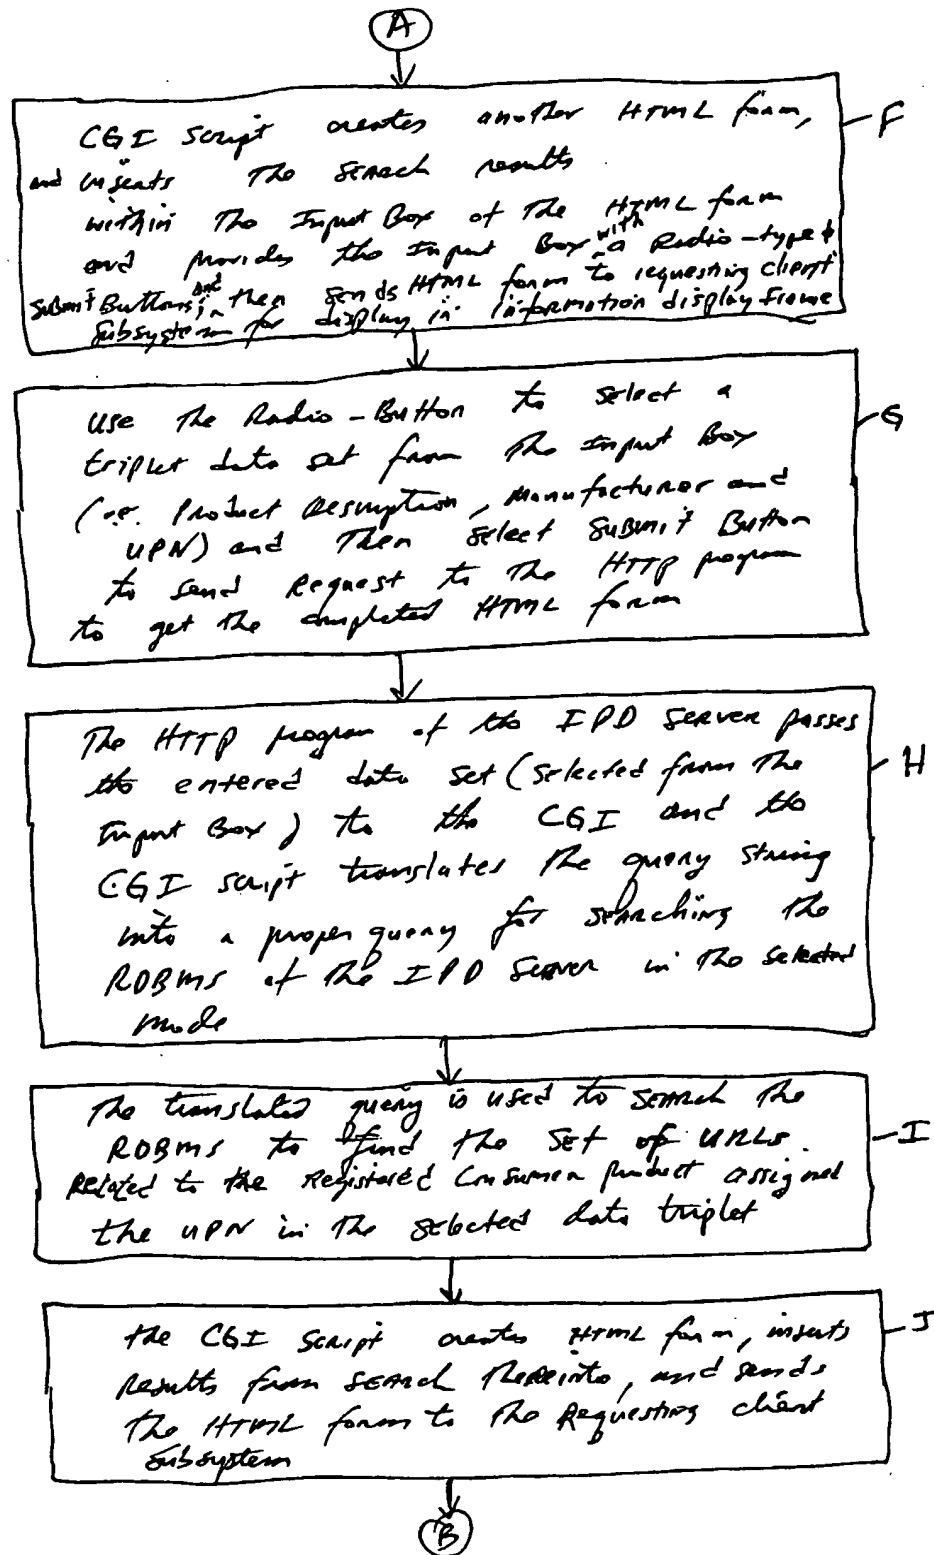 A
CGI Script creates another HTML form, F
and inserts the search results
within the Input Box of the HTML form
and provides the Input Box with a Radio-type &
Submit Buttons, and then sends HTML form to requesting client
Subsystem for display in information display frame
Use the Radio-Button to select a G
triplet data set from the Input Box
(i.e. Product Description, Manufacturer and
UPN) and then select Submit Button
to send Request to the HTTP program
to get the completed HTML form
The HTTP program of the IPD Server passes
the entered data set (selected from the H
Input Box) to the CGI and the
CGI script translates the query string
into a proper query for searching the
RDBMS of the IPD Server in the selected
mode
The translated query is used to search the
RDBMS to find the set of URLs I
Related to the Registered Consumer product assigned
the UPN in the selected data triplet
the CGI Script creates HTML form, inserts J
Results from search thereinto, and sends
the HTML form to the Requesting client
subsystem
B